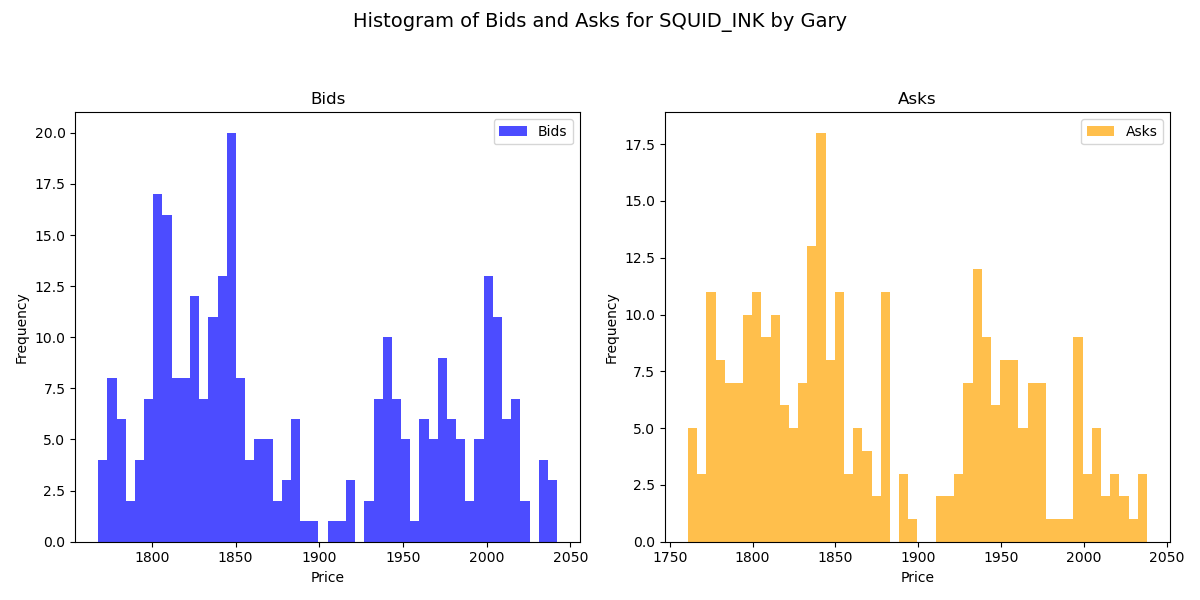 Histogram of Bids and Asks for SQUID_INK by Gary
Bids
Bids
Frequency
20.0
17.5
15.0
12.5
10.0
7.5
5.0
2.5
0.0
1800 1850 1900 1950 2000 2050
Price
Asks
Asks
Frequency
17.5
15.0
12.5
10.0
7.5
5.0
2.5
0.0
1750 1800 1850 1900 1950 2000 2050
Price